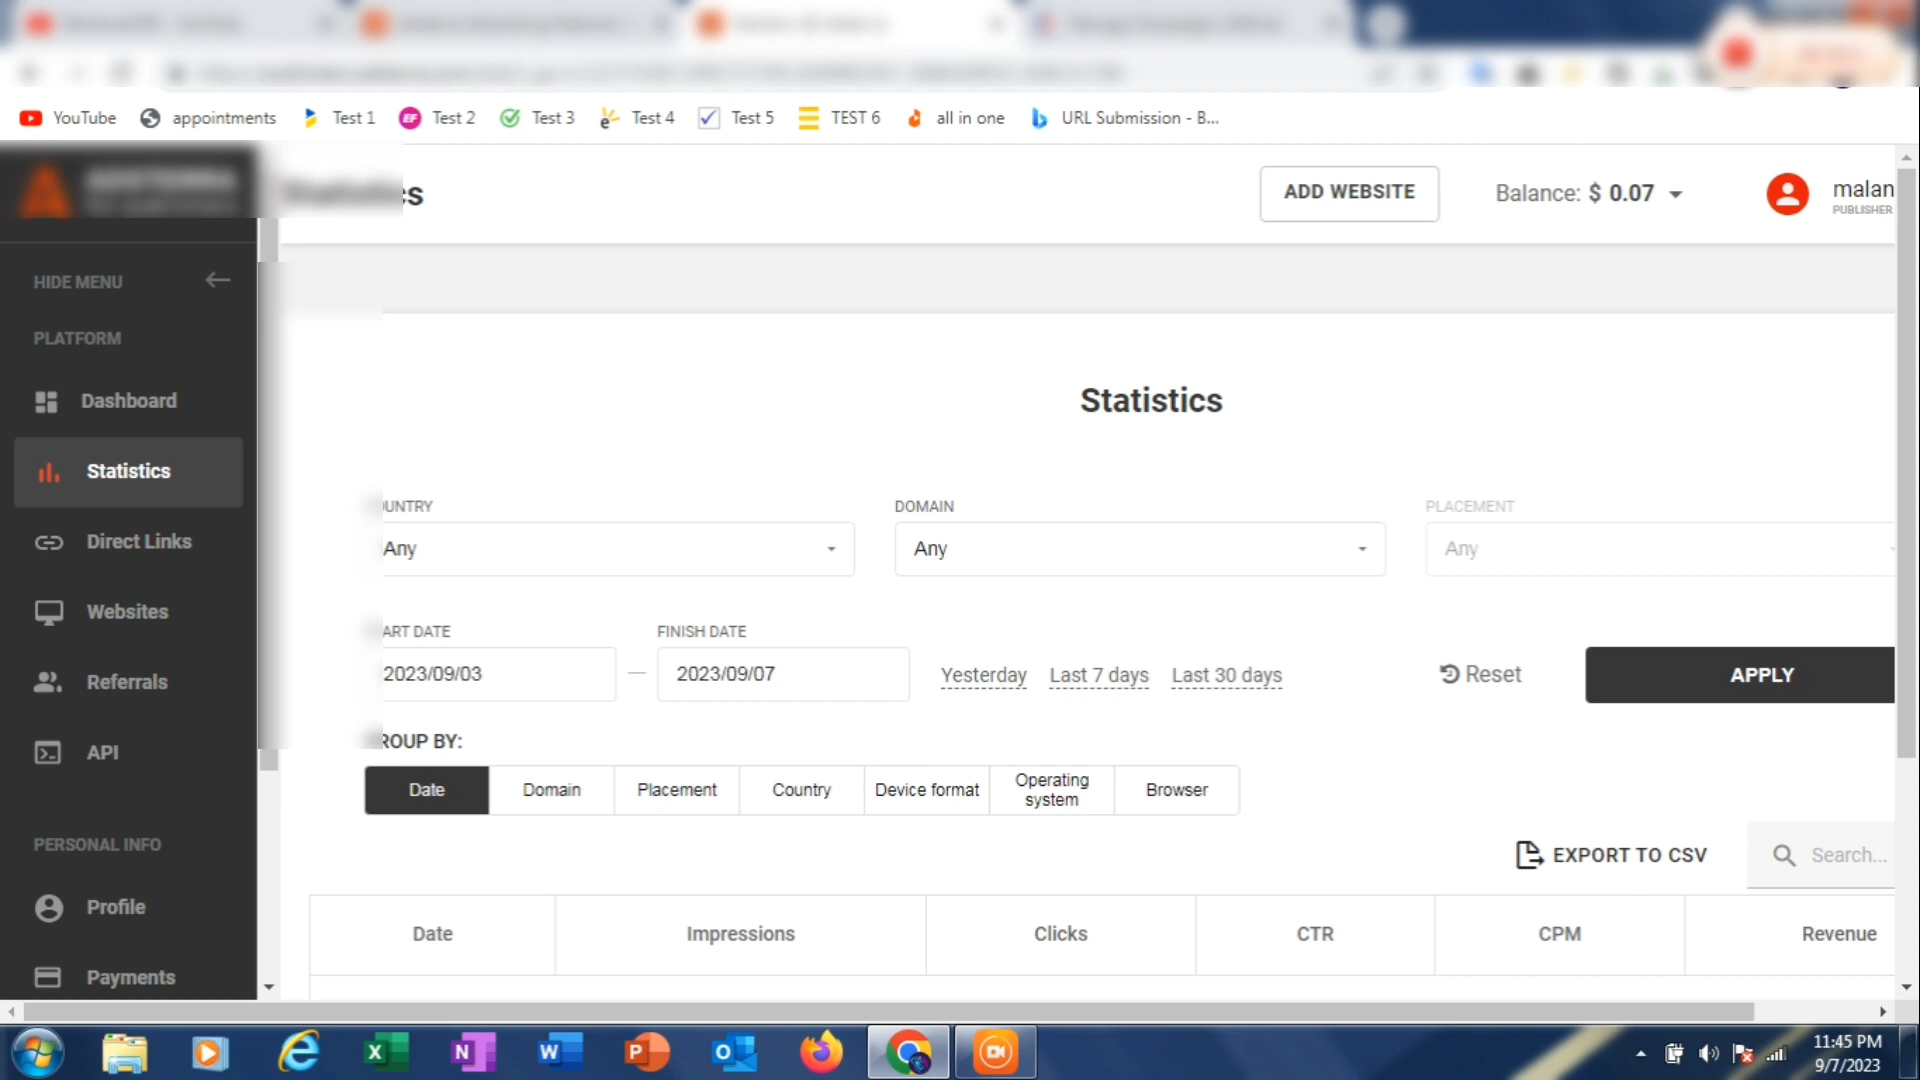 YouTube appointments Test 1 Test 2 Test 3 Test 4 Test 5 TEST 6 all in one URL Submission - B...
ADSTERRA
Statistics
ADD WEBSITE
Balance: $ 0.07
malan
PUBLISHER
HIDE MENU
PLATFORM
Dashboard
Statistics
Direct Links
Websites
Referrals
API
PERSONAL INFO
Profile
Payments
Statistics
UNTRY
Any
DOMAIN
Any
PLACEMENT
Any
ART DATE
2023/09/03
—
FINISH DATE
2023/09/07
Yesterday Last 7 days Last 30 days
Reset
APPLY
ROUP BY:
Date Domain Placement Country Device format Operating system Browser
EXPORT TO CSV
Search...
Date Impressions Clicks CTR CPM Revenue
11:45 PM
9/7/2023